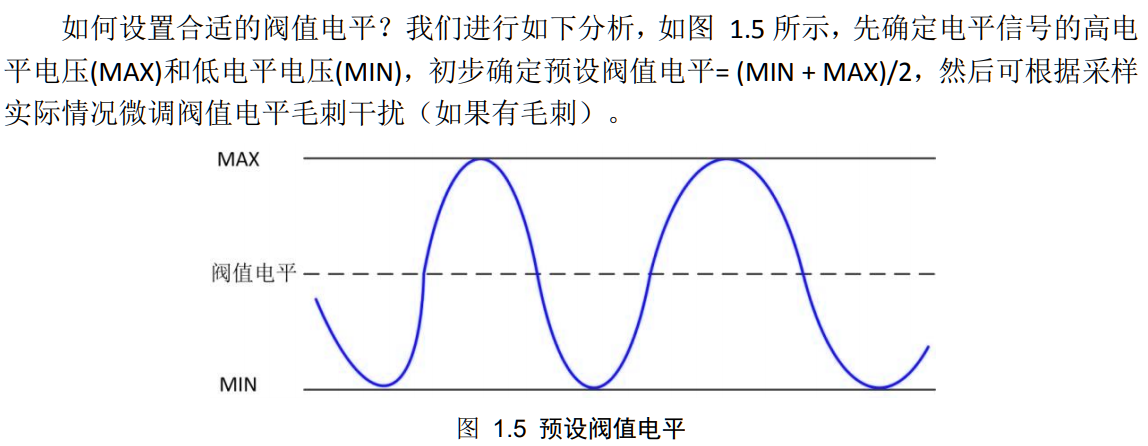 如何设置合适的阀值电平？我们进行如下分析，如图 1.5 所示，先确定电平信号的高电
平电压(MAX)和低电平电压(MIN)，初步确定预设阀值电平= (MIN + MAX)/2，然后可根据采样
实际情况微调阀值电平毛刺干扰（如果有毛刺）。
MAX
阀值电平
MIN
图 1.5 预设阀值电平